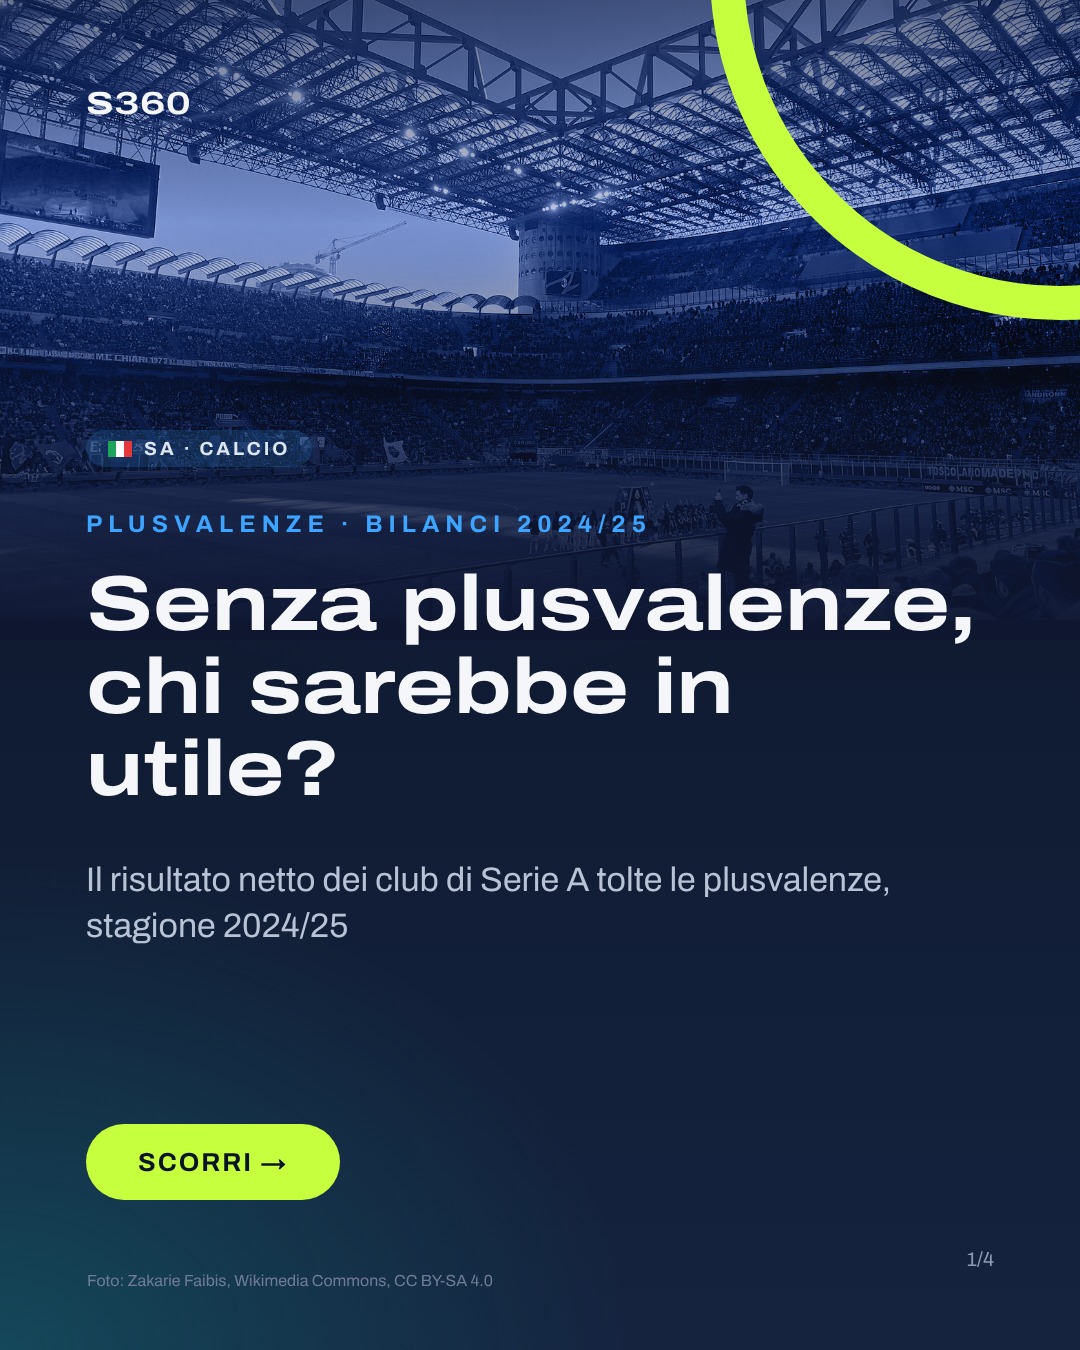 S360
SA · CALCIO
PLUSVALENZE · BILANCI 2024/25
Senza plusvalenze,
chi sarebbe in
utile?
Il risultato netto dei club di Serie A tolte le plusvalenze,
stagione 2024/25
SCORRI →
1/4
Foto: Zakarie Faibis, Wikimedia Commons, CC BY-SA 4.0